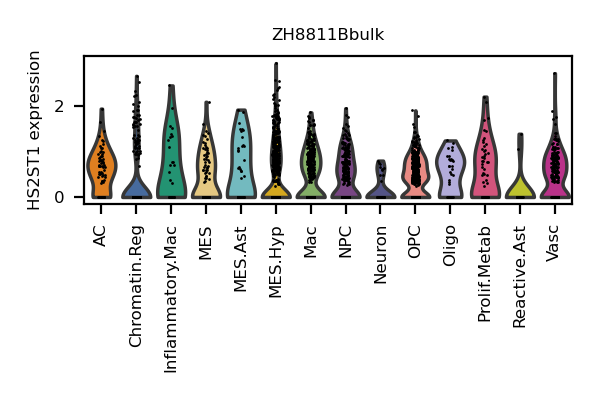 ZH8811Bbulk
HS2ST1 expression
2
0
AC
Chromatin.Reg
Inflammatory.Mac
MES
MES.Ast
MES.Hyp
Mac
NPC
Neuron
OPC
Oligo
Prolif.Metab
Reactive.Ast
Vasc